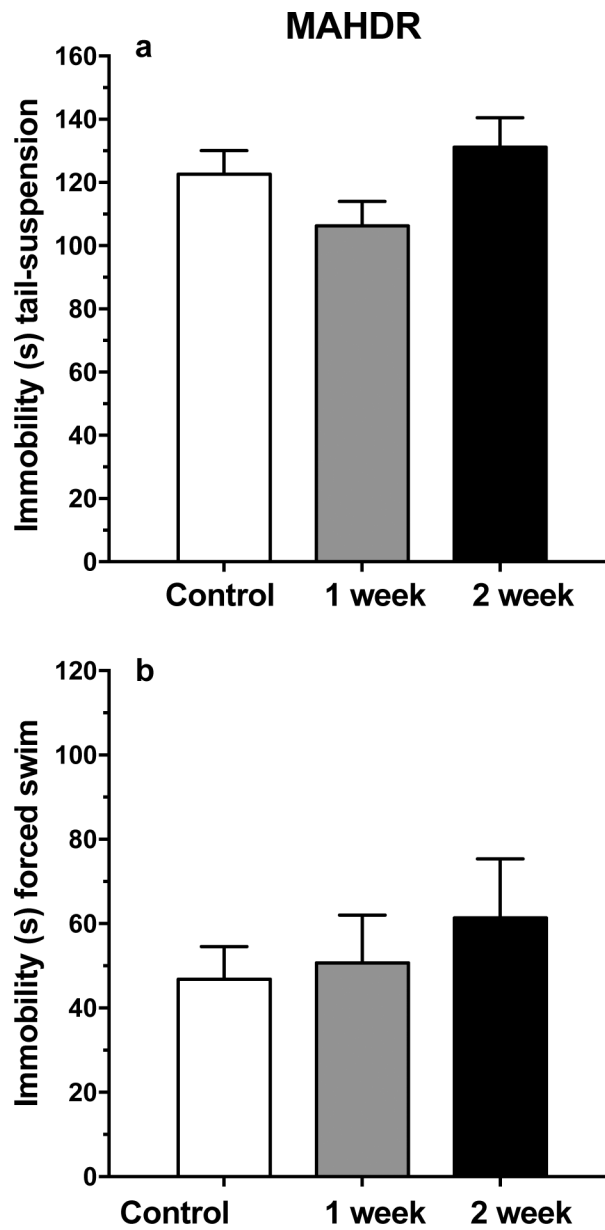 MAHDR
a
Immobility (s) tail-suspension
160
140
120
100
80
60
40
20
0
Control 1 week 2 week
b
Immobility (s) forced swim
120
100
80
60
40
20
0
Control 1 week 2 week